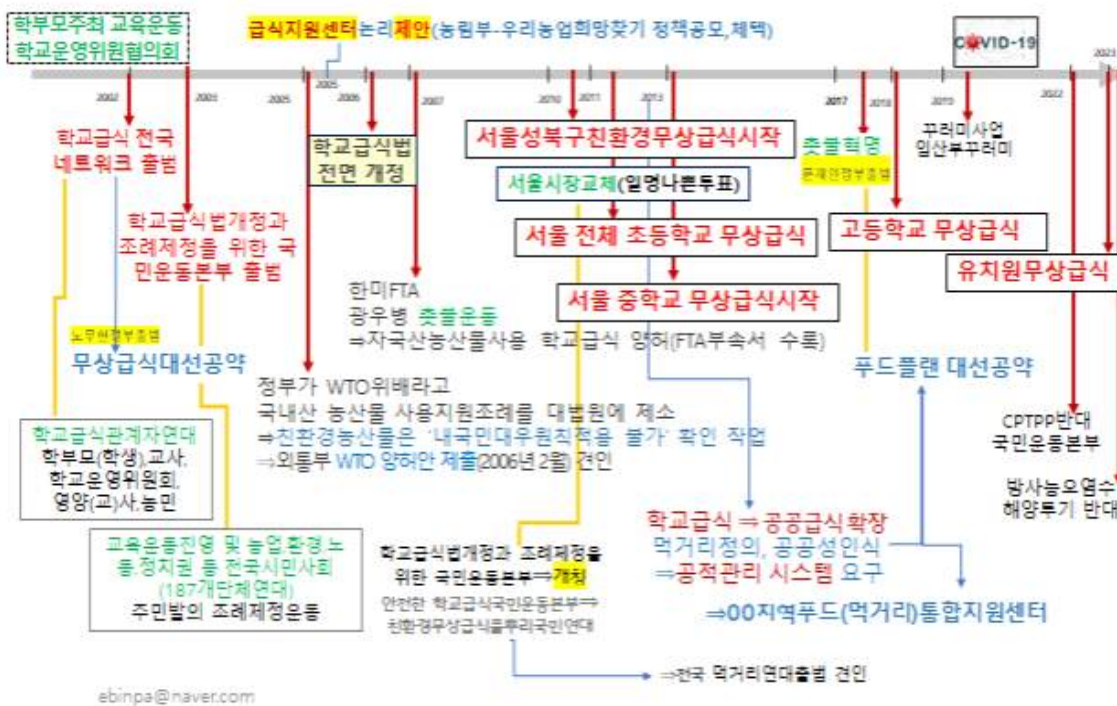 학부모주최 교육운동
학교운영위원협의회
급식지원센터논리제안(농림부-우리농업희망찾기 정책공모,채택)
COVID-19
2002
2003
2005
2005
2006
2007
2010
2011
2013
2017
2018
2019
2022
2023
학교급식 전국
네트워크 출범
학교급식법개정과
조례제정을 위한 국
민운동본부 출범
노무현정부출범
무상급식대선공약
학교급식관계자연대
학부모(학생),교사,
학교운영위원회,
영양(교)사,농민
교육운동진영 및 농업,환경,노
동,정치권 등 전국시민사회
(187개단체연대)
주민발의 조례제정운동
학교급식법
전면 개정
한미FTA
광우병 촛불운동
⇒자국산농산물사용 학교급식 양허(FTA부속서 수록)
정부가 WTO위배라고
국내산 농산물 사용지원조례를 대법원에 제소
⇒친환경농산물은 '내국민대우원칙적용 불가' 확인 작업
⇒외통부 WTO 양허안 제출(2006년 2월) 견인
서울성북구친환경무상급식시작
서울시장교체(일명나쁜투표)
서울 전체 초등학교 무상급식
서울 중학교 무상급식시작
학교급식법개정과 조례제정을
위한 국민운동본부⇒개칭
안전한 학교급식국민운동본부⇒
친환경무상급식풀뿌리국민연대
⇒전국 먹거리연대출범 견인
학교급식 ⇒ 공공급식확장
먹거리정의, 공공성인식
⇒공적관리 시스템 요구
⇒00지역푸드(먹거리)통합지원센터
촛불혁명
문재인정부출범
고등학교 무상급식
푸드플랜 대선공약
꾸러미사업
임산부꾸러미
유치원무상급식
CPTPP반대
국민운동본부
방사능오염수
해양투기 반대
ebinpa@naver.com